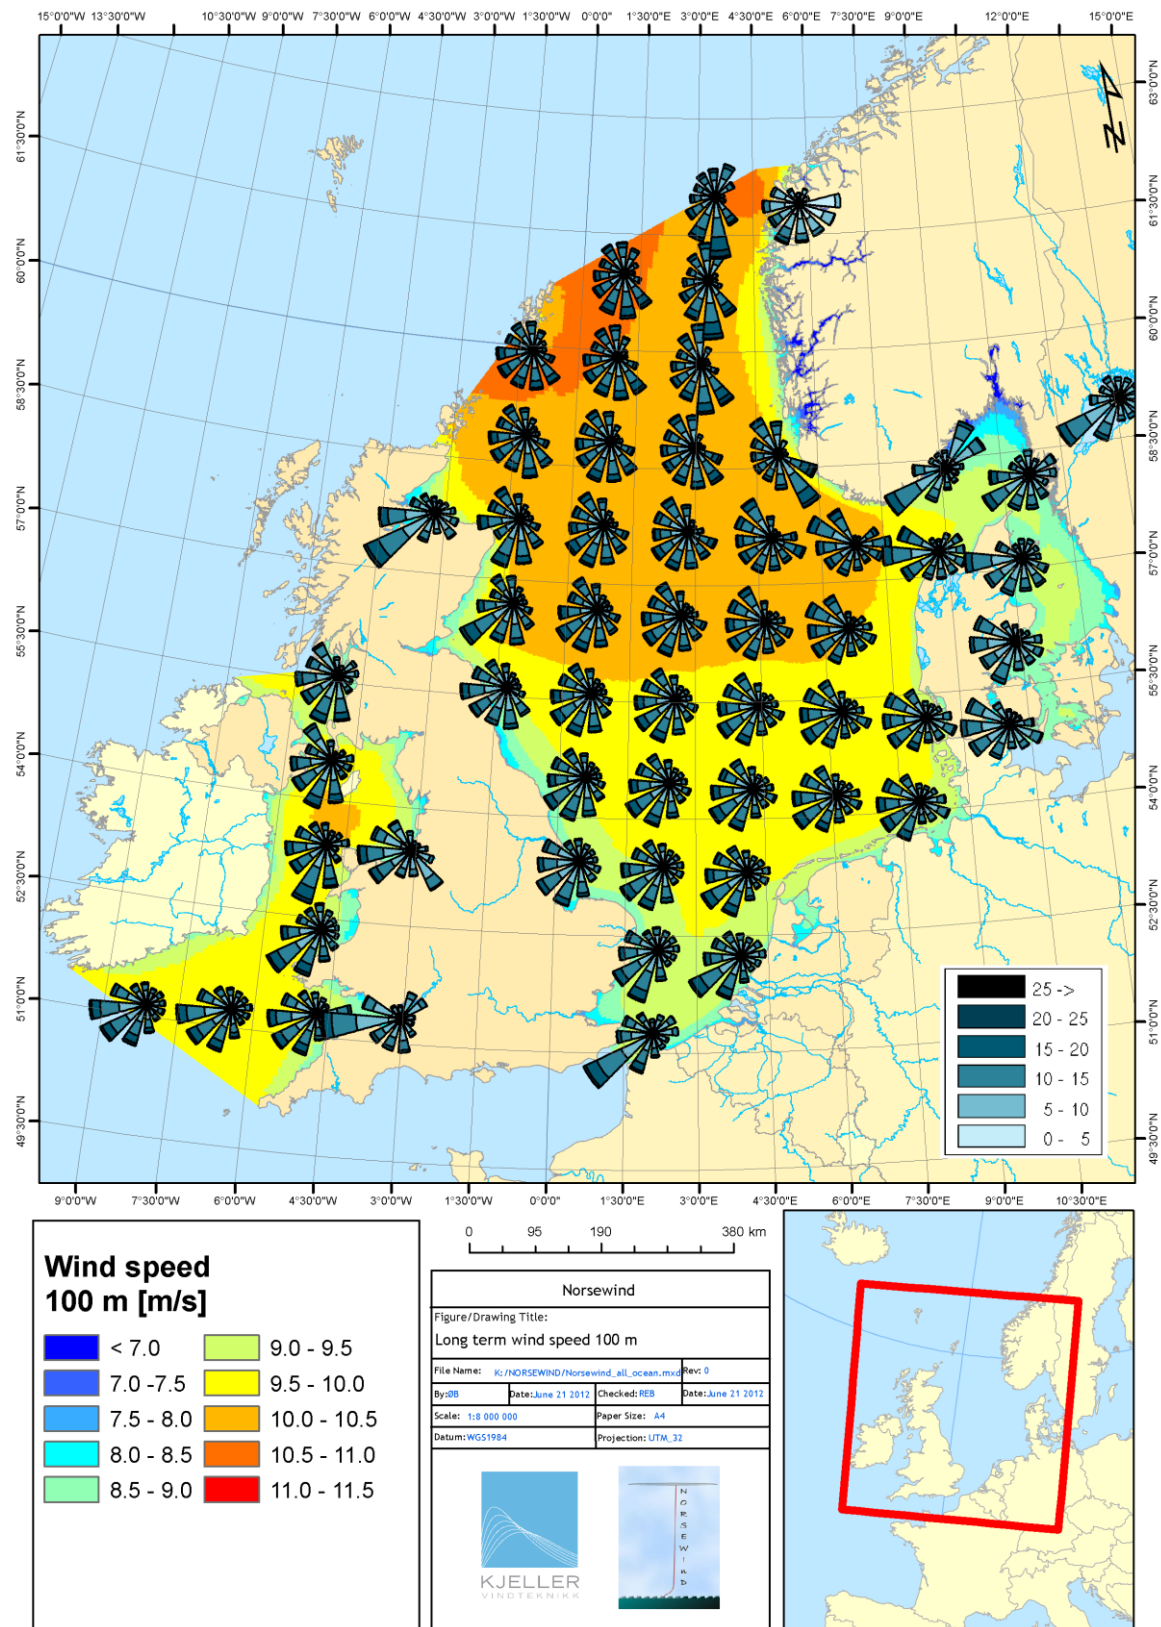 15°0'0"W 13°30'0"W 10°30'0"W 9°0'0"W 7°30'0"W 6°0'0"W 4°30'0"W 1°30'0"W 0°0'0" 1°30'0"E 3°0'0"E 4°30'0"E 6°0'0"E 7°30'0"E 9°0'0"E 12°0'0"E 15°0'0"E
61°30'0"N
60°0'0"N
58°30'0"N
57°0'0"N
55°30'0"N
54°0'0"N
52°30'0"N
51°0'0"N
49°30'0"N
63°0'0"N
61°30'0"N
60°0'0"N
58°30'0"N
57°0'0"N
55°30'0"N
54°0'0"N
52°30'0"N
51°0'0"N
49°30'0"N
N
25 ->
20 - 25
15 - 20
10 - 15
5 - 10
0 - 5
9°0'0"W 7°30'0"W 6°0'0"W 4°30'0"W 3°0'0"W 1°30'0"W 0°0'0" 1°30'0"E 3°0'0"E 4°30'0"E 6°0'0"E 7°30'0"E 9°0'0"E 10°30'0"E
Wind speed
100 m [m/s]
< 7.0
7.0 -7.5
7.5 - 8.0
8.0 - 8.5
8.5 - 9.0
9.0 - 9.5
9.5 - 10.0
10.0 - 10.5
10.5 - 11.0
11.0 - 11.5
0 95 190 380 km
Norsewind
Figure/Drawing Title:
Long term wind speed 100 m
File Name: K:/NORSEWIND/Norsewind_all_ocean.mxd Rev: 0
By:ØB Date:June 21 2012 Checked: REB Date:June 21 2012
Scale: 1:8 000 000 Paper Size: A4
Datum:WGS1984 Projection: UTM_32
KJELLER
VINDTEKNIKK
NORSEWIND